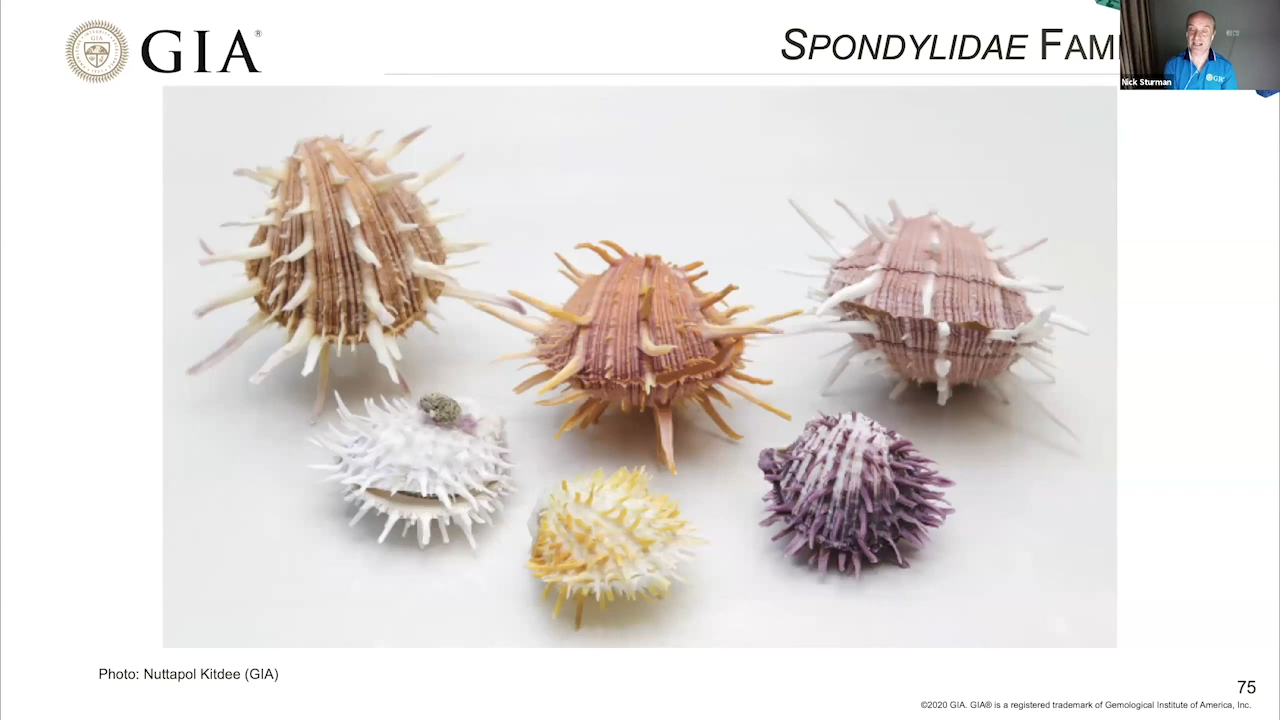 GIA®
SPONDYLIDAE FAM
Nick Sturman
Photo: Nuttapol Kitdee (GIA)
75
©2020 GIA. GIA® is a registered trademark of Gemological Institute of America, Inc.